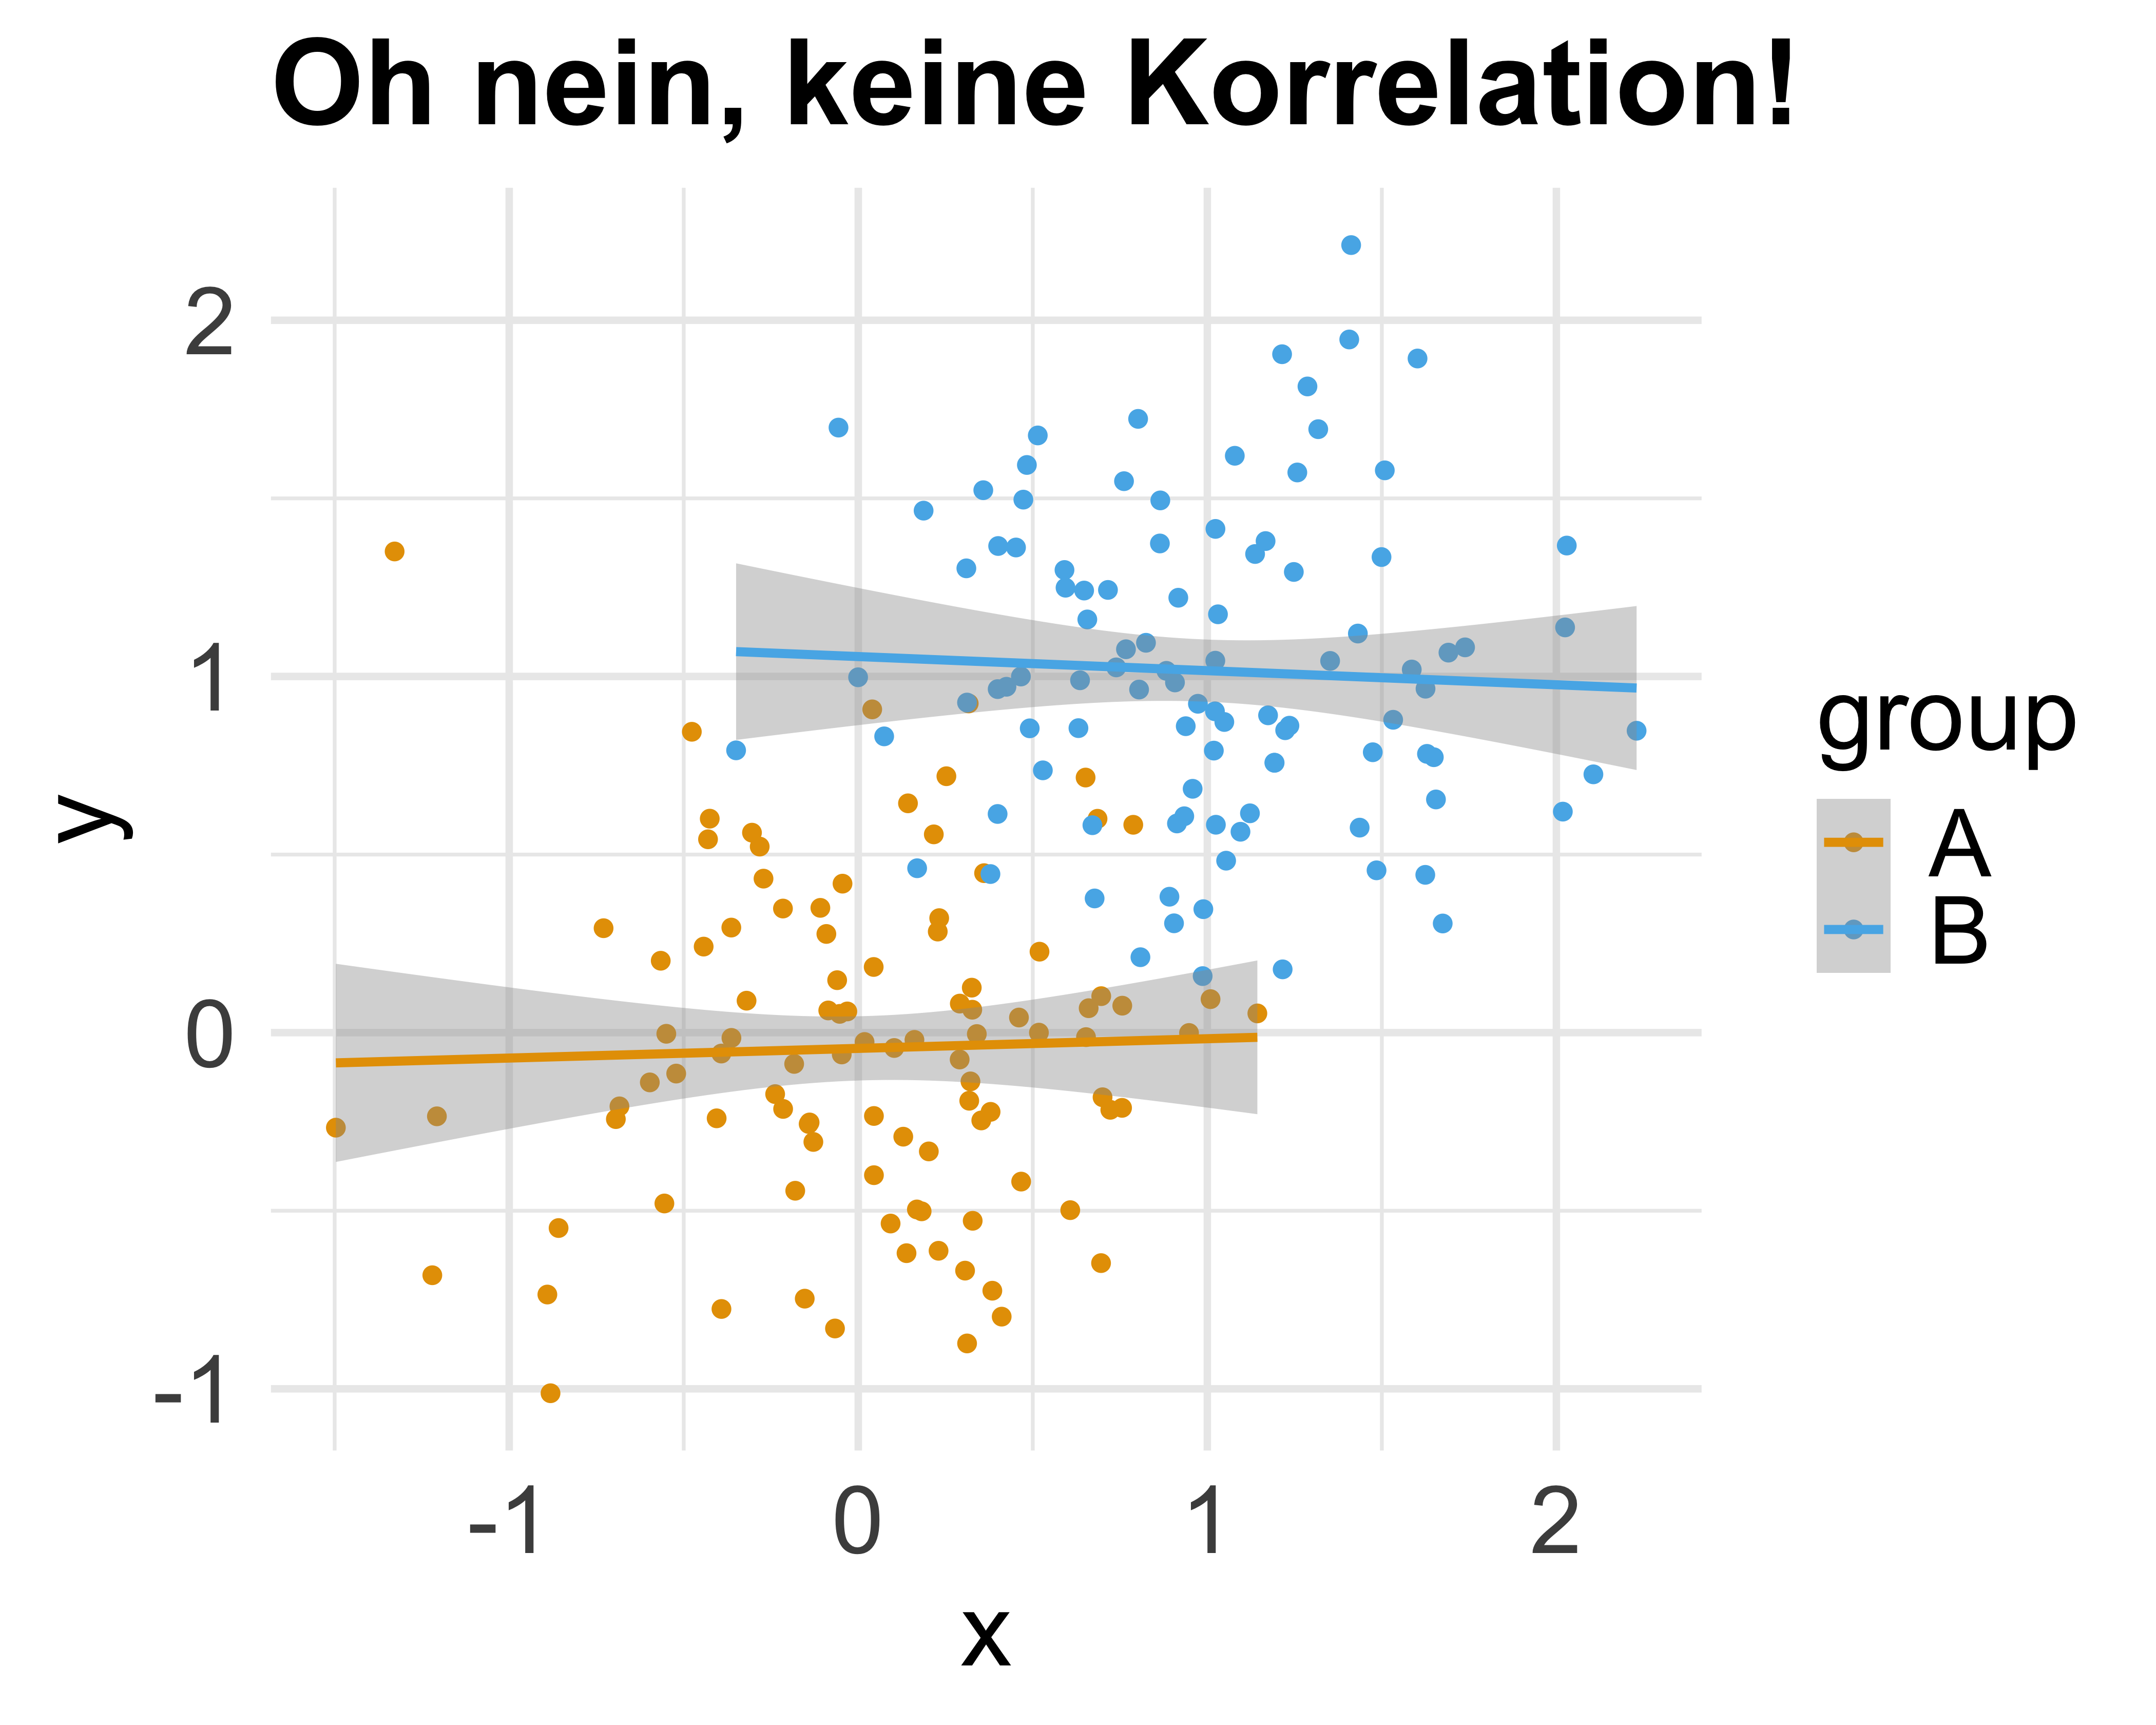 Oh nein, keine Korrelation!
2
1
0
-1
y
-1 0 1 2
x
group
A
B